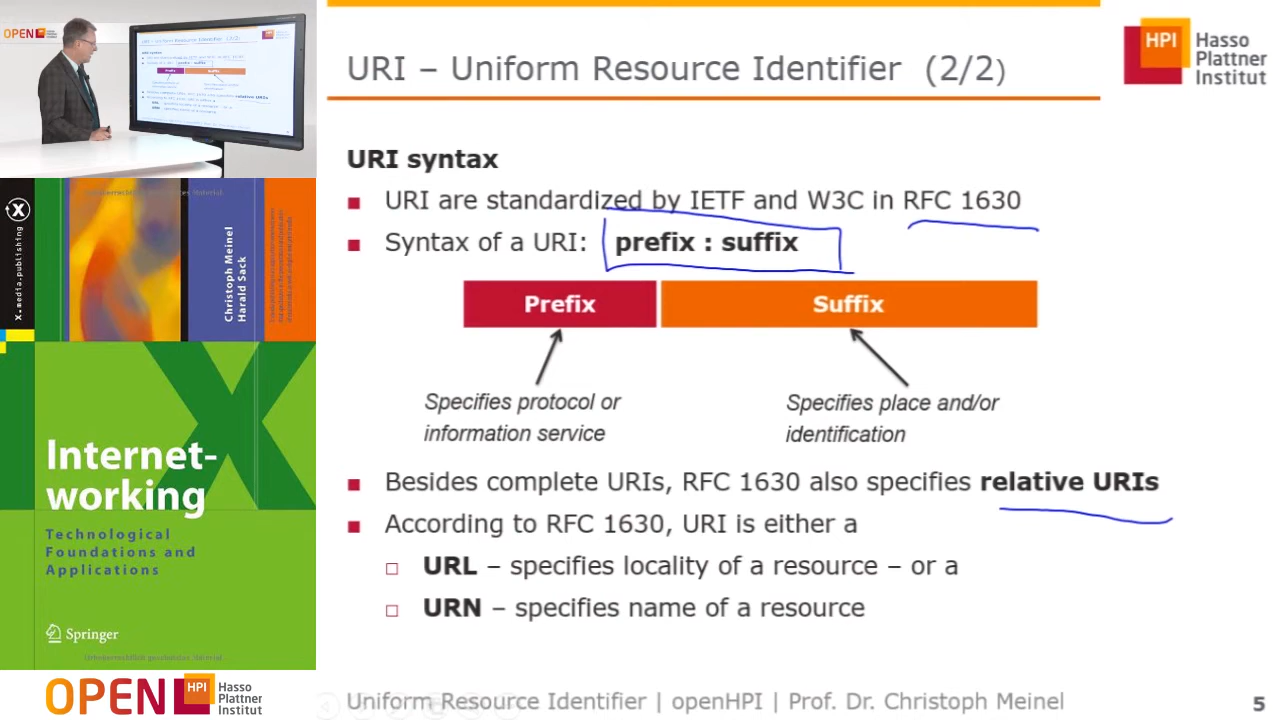 URI – Uniform Resource Identifier (2/2)
HPI
Hasso
Plattner
Institut
URI syntax
URI are standardized by IETF and W3C in RFC 1630
Syntax of a URI: prefix : suffix
Prefix
Suffix
Specifies protocol or
information service
Specifies place and/or
identification
Besides complete URIs, RFC 1630 also specifies relative URIs
According to RFC 1630, URI is either a
URL – specifies locality of a resource – or a
URN – specifies name of a resource
Uniform Resource Identifier | openHPI | Prof. Dr. Christoph Meinel
5
OPEN
X.media.publishing
Christoph Meinel
Harald Sack
Internet-
working
Technological
Foundations and
Applications
Springer
OPEN
HPI
Hasso
Plattner
Institut